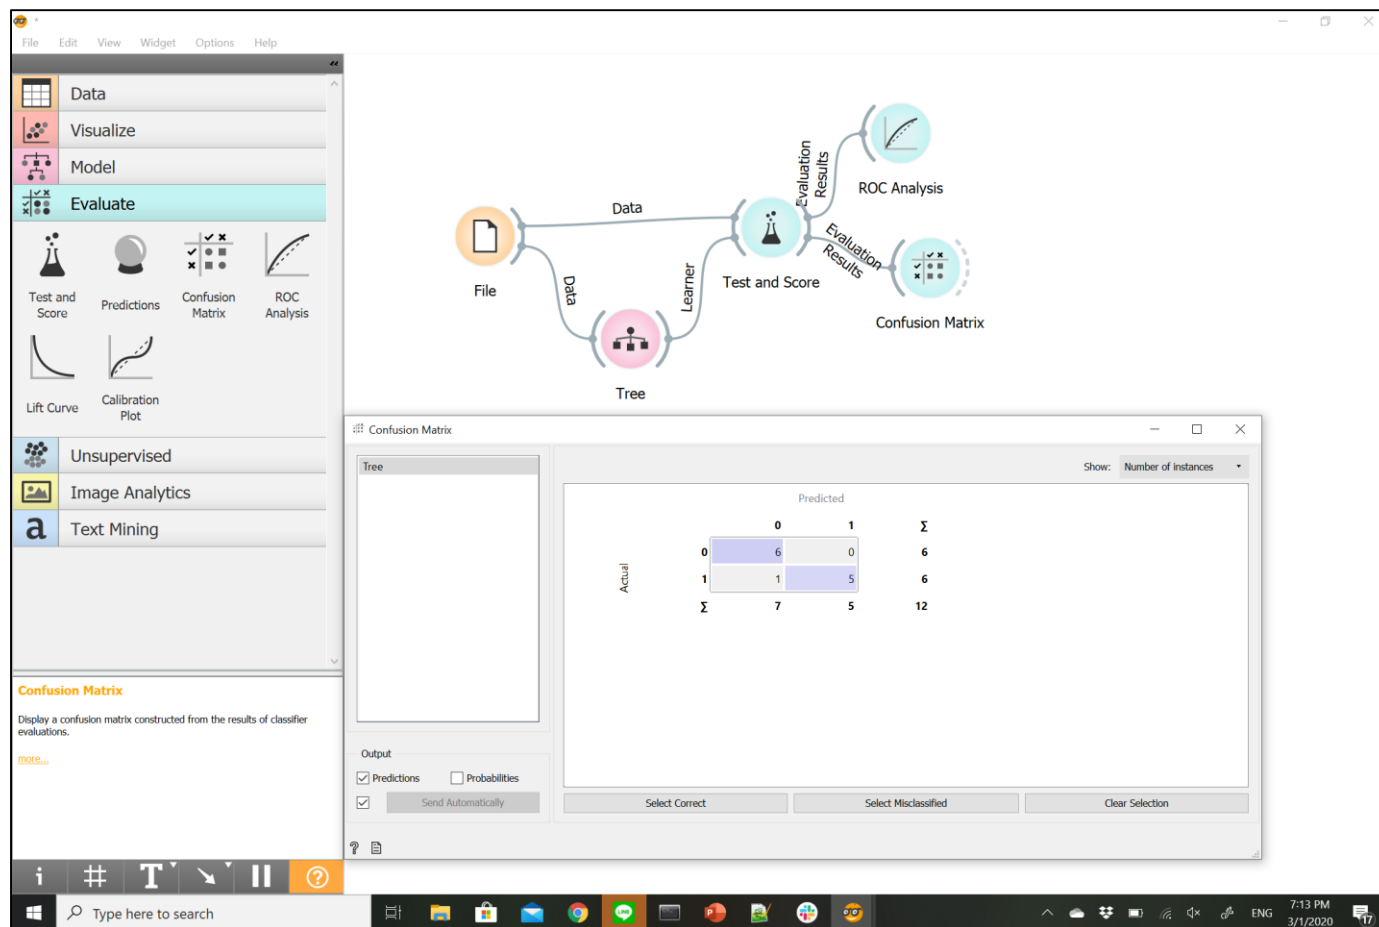 *
File Edit View Widget Options Help
Data
Visualize
Model
Evaluate
Test and Score
Predictions
Confusion Matrix
ROC Analysis
Lift Curve
Calibration Plot
Unsupervised
Image Analytics
a Text Mining
Confusion Matrix
Display a confusion matrix constructed from the results of classifier
evaluations.
more...
File
Data
Data
Tree
Learner
Test and Score
Evaluation
Results
ROC Analysis
Evaluation
Results
Confusion Matrix
Confusion Matrix
Tree
Output
Predictions Probabilities
Send Automatically
Show: Number of instances
Predicted
0 1 Σ
Actual
0 6 0 6
1 1 5 6
Σ 7 5 12
Select Correct Select Misclassified Clear Selection
?
i # T ?
Type here to search
LINE
ENG
7:13 PM
3/1/2020
17